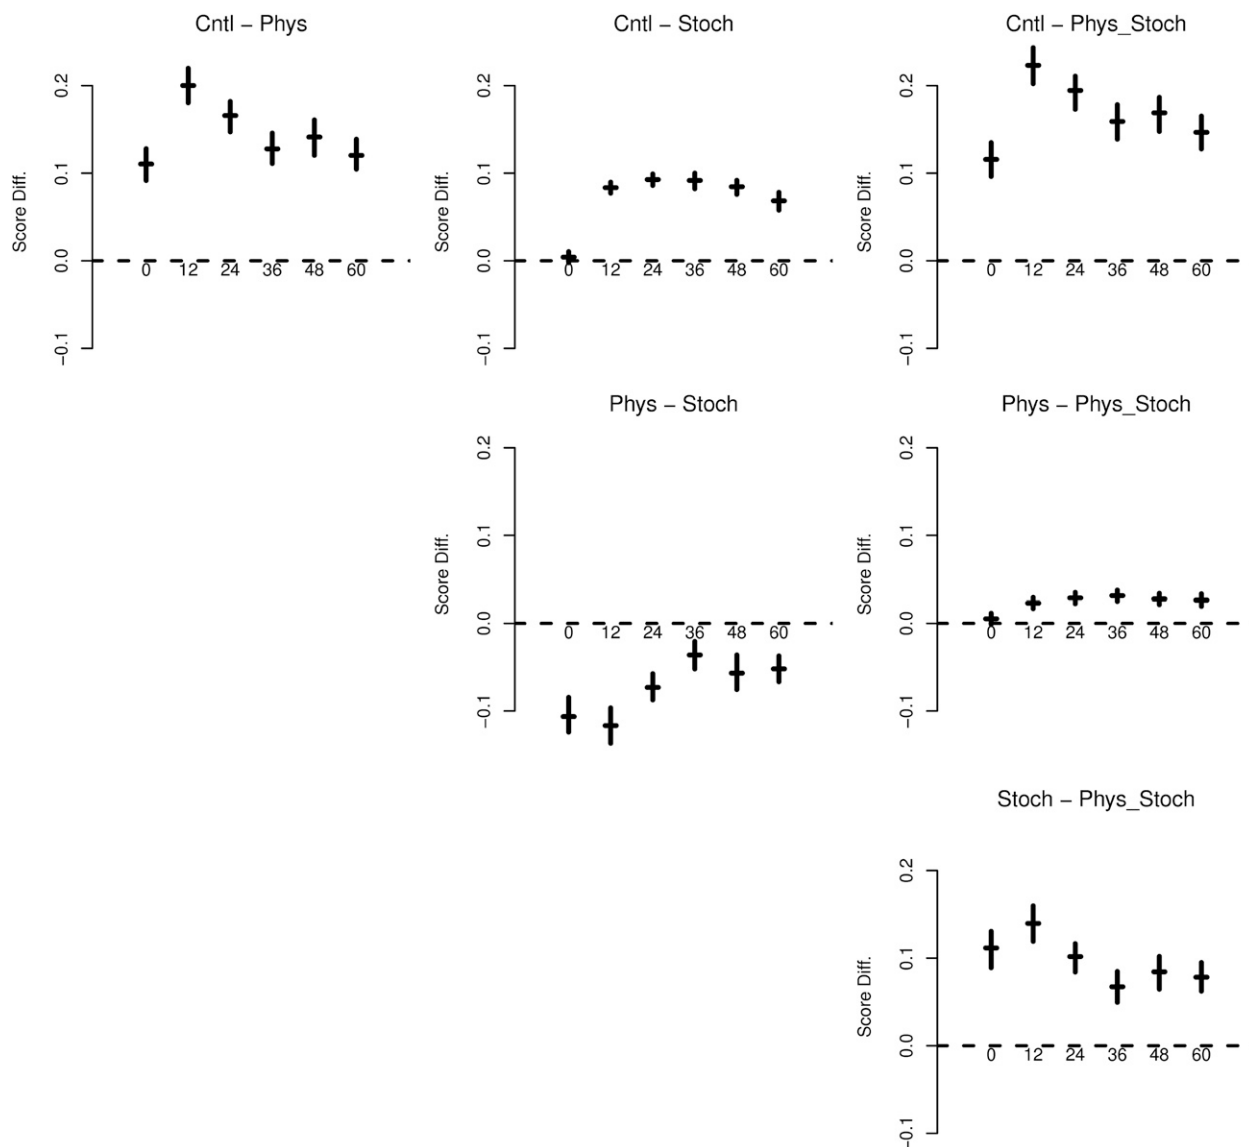 Cntl – Phys
Score Diff.
0.2
0.1
0.0
−0.1
0 12 24 36 48 60
Cntl – Stoch
Score Diff.
0.2
0.1
0.0
−0.1
0 12 24 36 48 60
Cntl – Phys_Stoch
Score Diff.
0.2
0.1
0.0
−0.1
0 12 24 36 48 60
Phys – Stoch
Score Diff.
0.2
0.1
0.0
−0.1
0 12 24 36 48 60
Phys – Phys_Stoch
Score Diff.
0.2
0.1
0.0
−0.1
0 12 24 36 48 60
Stoch – Phys_Stoch
Score Diff.
0.2
0.1
0.0
−0.1
0 12 24 36 48 60